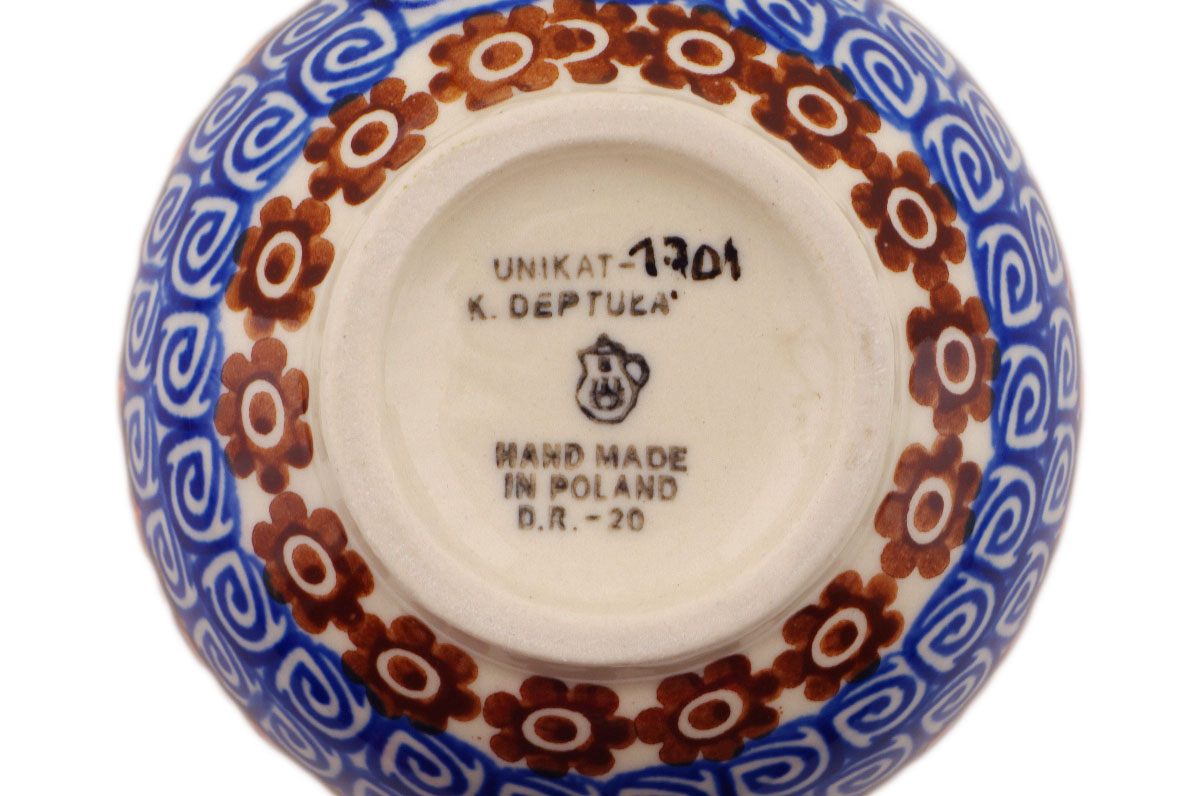 UNIKAT-1701
K. DEPTUŁA
HAND MADE
IN POLAND
D.R. - 20